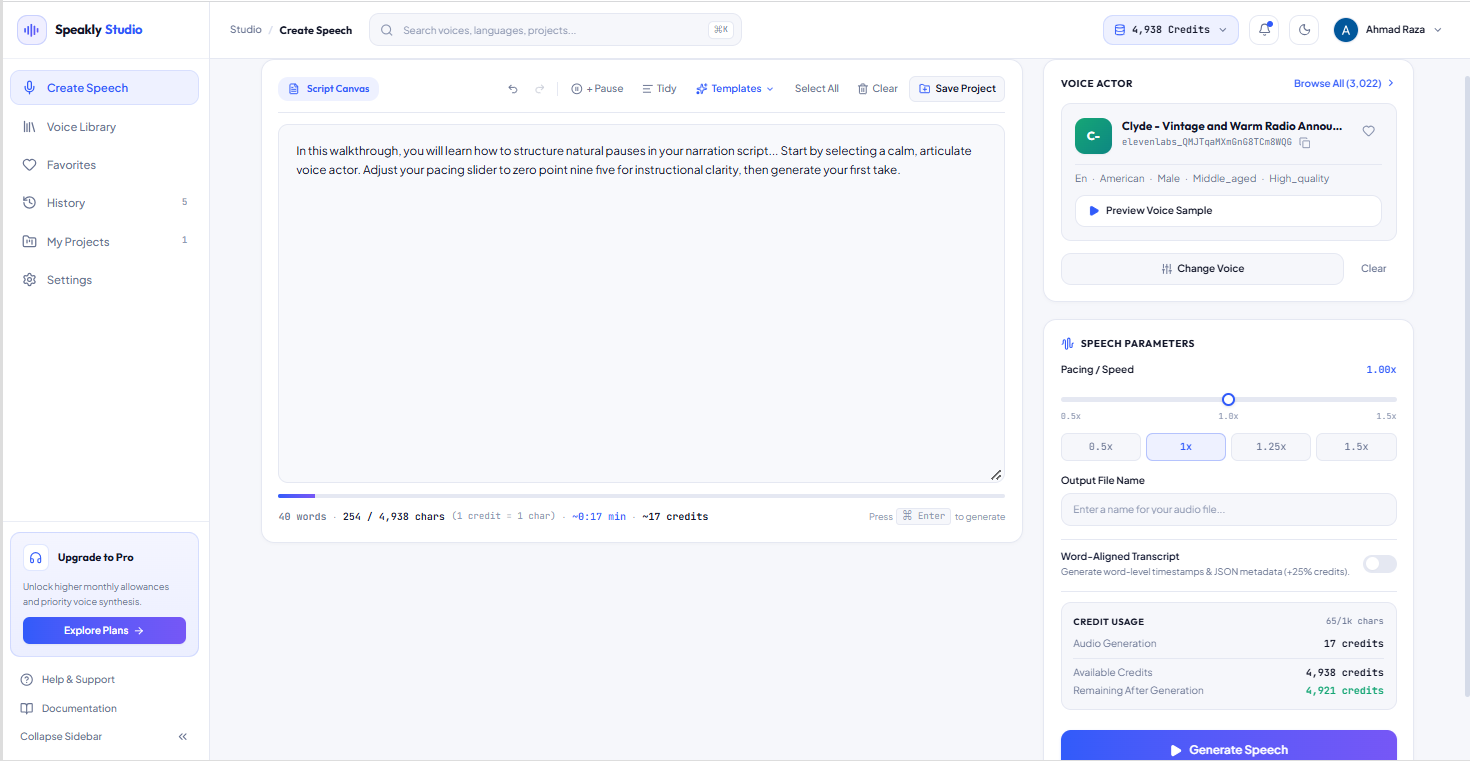 Speakly Studio
Studio / Create Speech
Search voices, languages, projects...
⌘K
4,938 Credits
A
Ahmad Raza
Create Speech
Voice Library
Favorites
History 5
My Projects 1
Settings
Upgrade to Pro
Unlock higher monthly allowances
and priority voice synthesis.
Explore Plans →
Help & Support
Documentation
Collapse Sidebar
Script Canvas
+ Pause
Tidy
Templates
Select All
Clear
Save Project
In this walkthrough, you will learn how to structure natural pauses in your narration script... Start by selecting a calm, articulate
voice actor. Adjust your pacing slider to zero point nine five for instructional clarity, then generate your first take.
40 words · 254 / 4,938 chars (1 credit = 1 char) · ~0:17 min · ~17 credits
Press ⌘ Enter to generate
VOICE ACTOR
Browse All (3,022)
C-
Clyde - Vintage and Warm Radio Annou...
elevenlabs_QMJTqaMXmGnG8TCm8WQG
En · American · Male · Middle_aged · High_quality
Preview Voice Sample
Change Voice
Clear
SPEECH PARAMETERS
Pacing / Speed 1.00x
0.5x 1.0x 1.5x
0.5x 1x 1.25x 1.5x
Output File Name
Enter a name for your audio file...
Word-Aligned Transcript
Generate word-level timestamps & JSON metadata (+25% credits).
CREDIT USAGE 65/1k chars
Audio Generation 17 credits
Available Credits 4,938 credits
Remaining After Generation 4,921 credits
Generate Speech